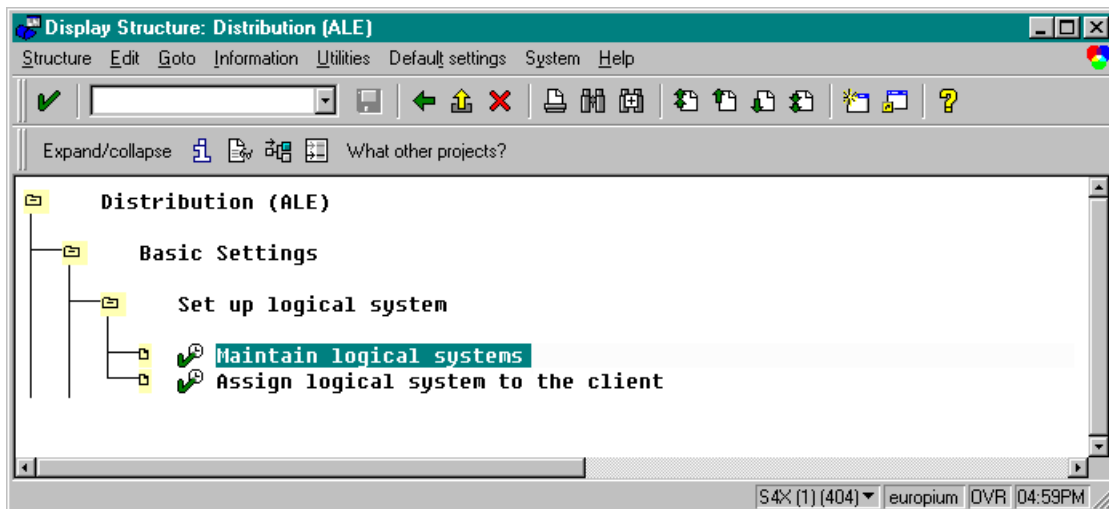 Display Structure: Distribution (ALE)
Structure Edit Goto Information Utilities Default settings System Help
Expand/collapse What other projects?
Distribution (ALE)
Basic Settings
Set up logical system
Maintain logical systems
Assign logical system to the client
S4X (1) (404) europium OVR 04:59PM